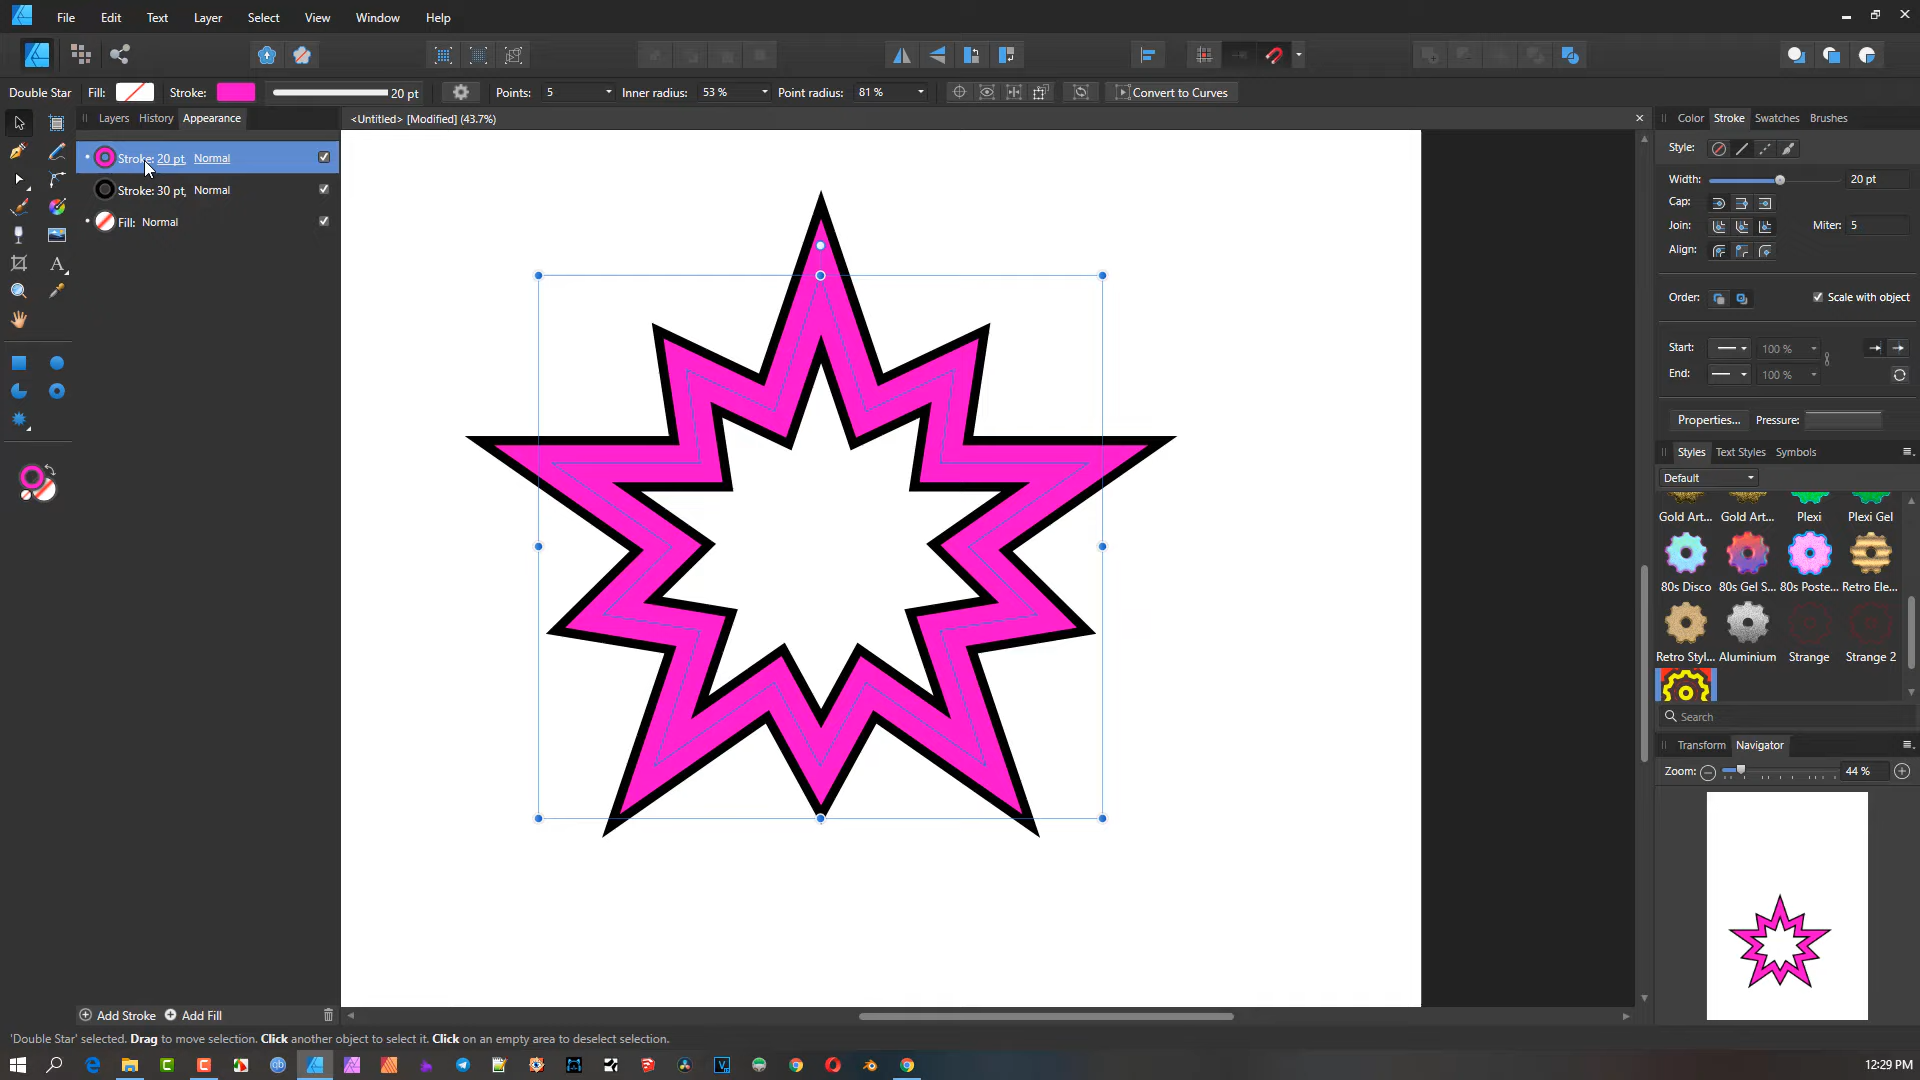 File Edit Text Layer Select View Window Help
Double Star Fill: Stroke: 20 pt Points: 5 Inner radius: 53 % Point radius: 81 % Convert to Curves
Layers History Appearance
<Untitled> [Modified] (43.7%)
Color Stroke Swatches Brushes
Stroke: 20 pt, Normal
Stroke: 30 pt, Normal
Fill: Normal
Style:
Width: 20 pt
Cap:
Join: Miter: 5
Align:
Order: Scale with object
Start: 100 %
End: 100 %
Properties... Pressure:
Styles Text Styles Symbols
Default
Gold Art... Gold Art... Plexi Plexi Gel
80s Disco 80s Gel S... 80s Poste... Retro Ele...
Retro Styl... Aluminium Strange Strange 2
Search
Transform Navigator
Zoom: 44 %
Add Stroke Add Fill
'Double Star' selected. Drag to move selection. Click another object to select it. Click on an empty area to deselect selection.
12:29 PM